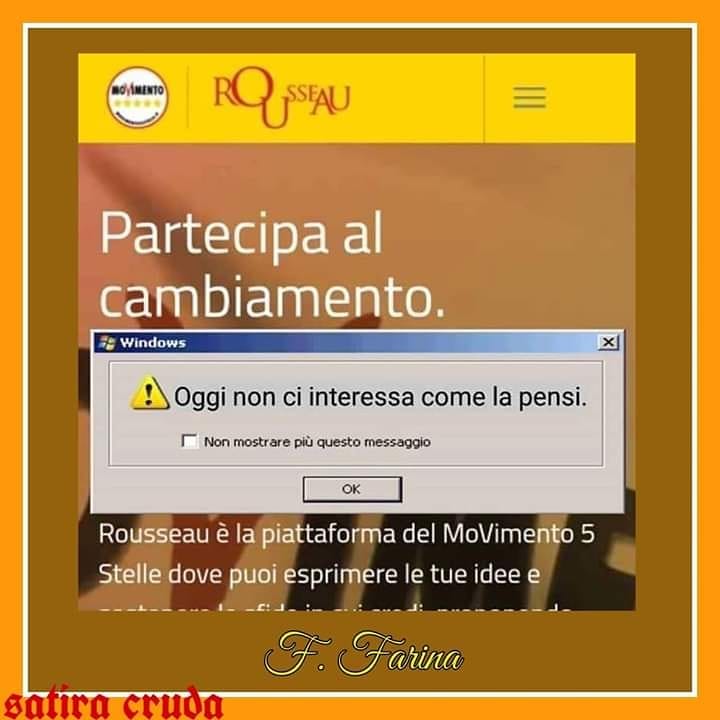 MOVIMENTO
ROUSSEAU
Partecipa al
cambiamento.
Windows
Oggi non ci interessa come la pensi.
Non mostrare più questo messaggio
OK
Rousseau è la piattaforma del MoVimento 5
Stelle dove puoi esprimere le tue idee e
F. Farina
satira cruda